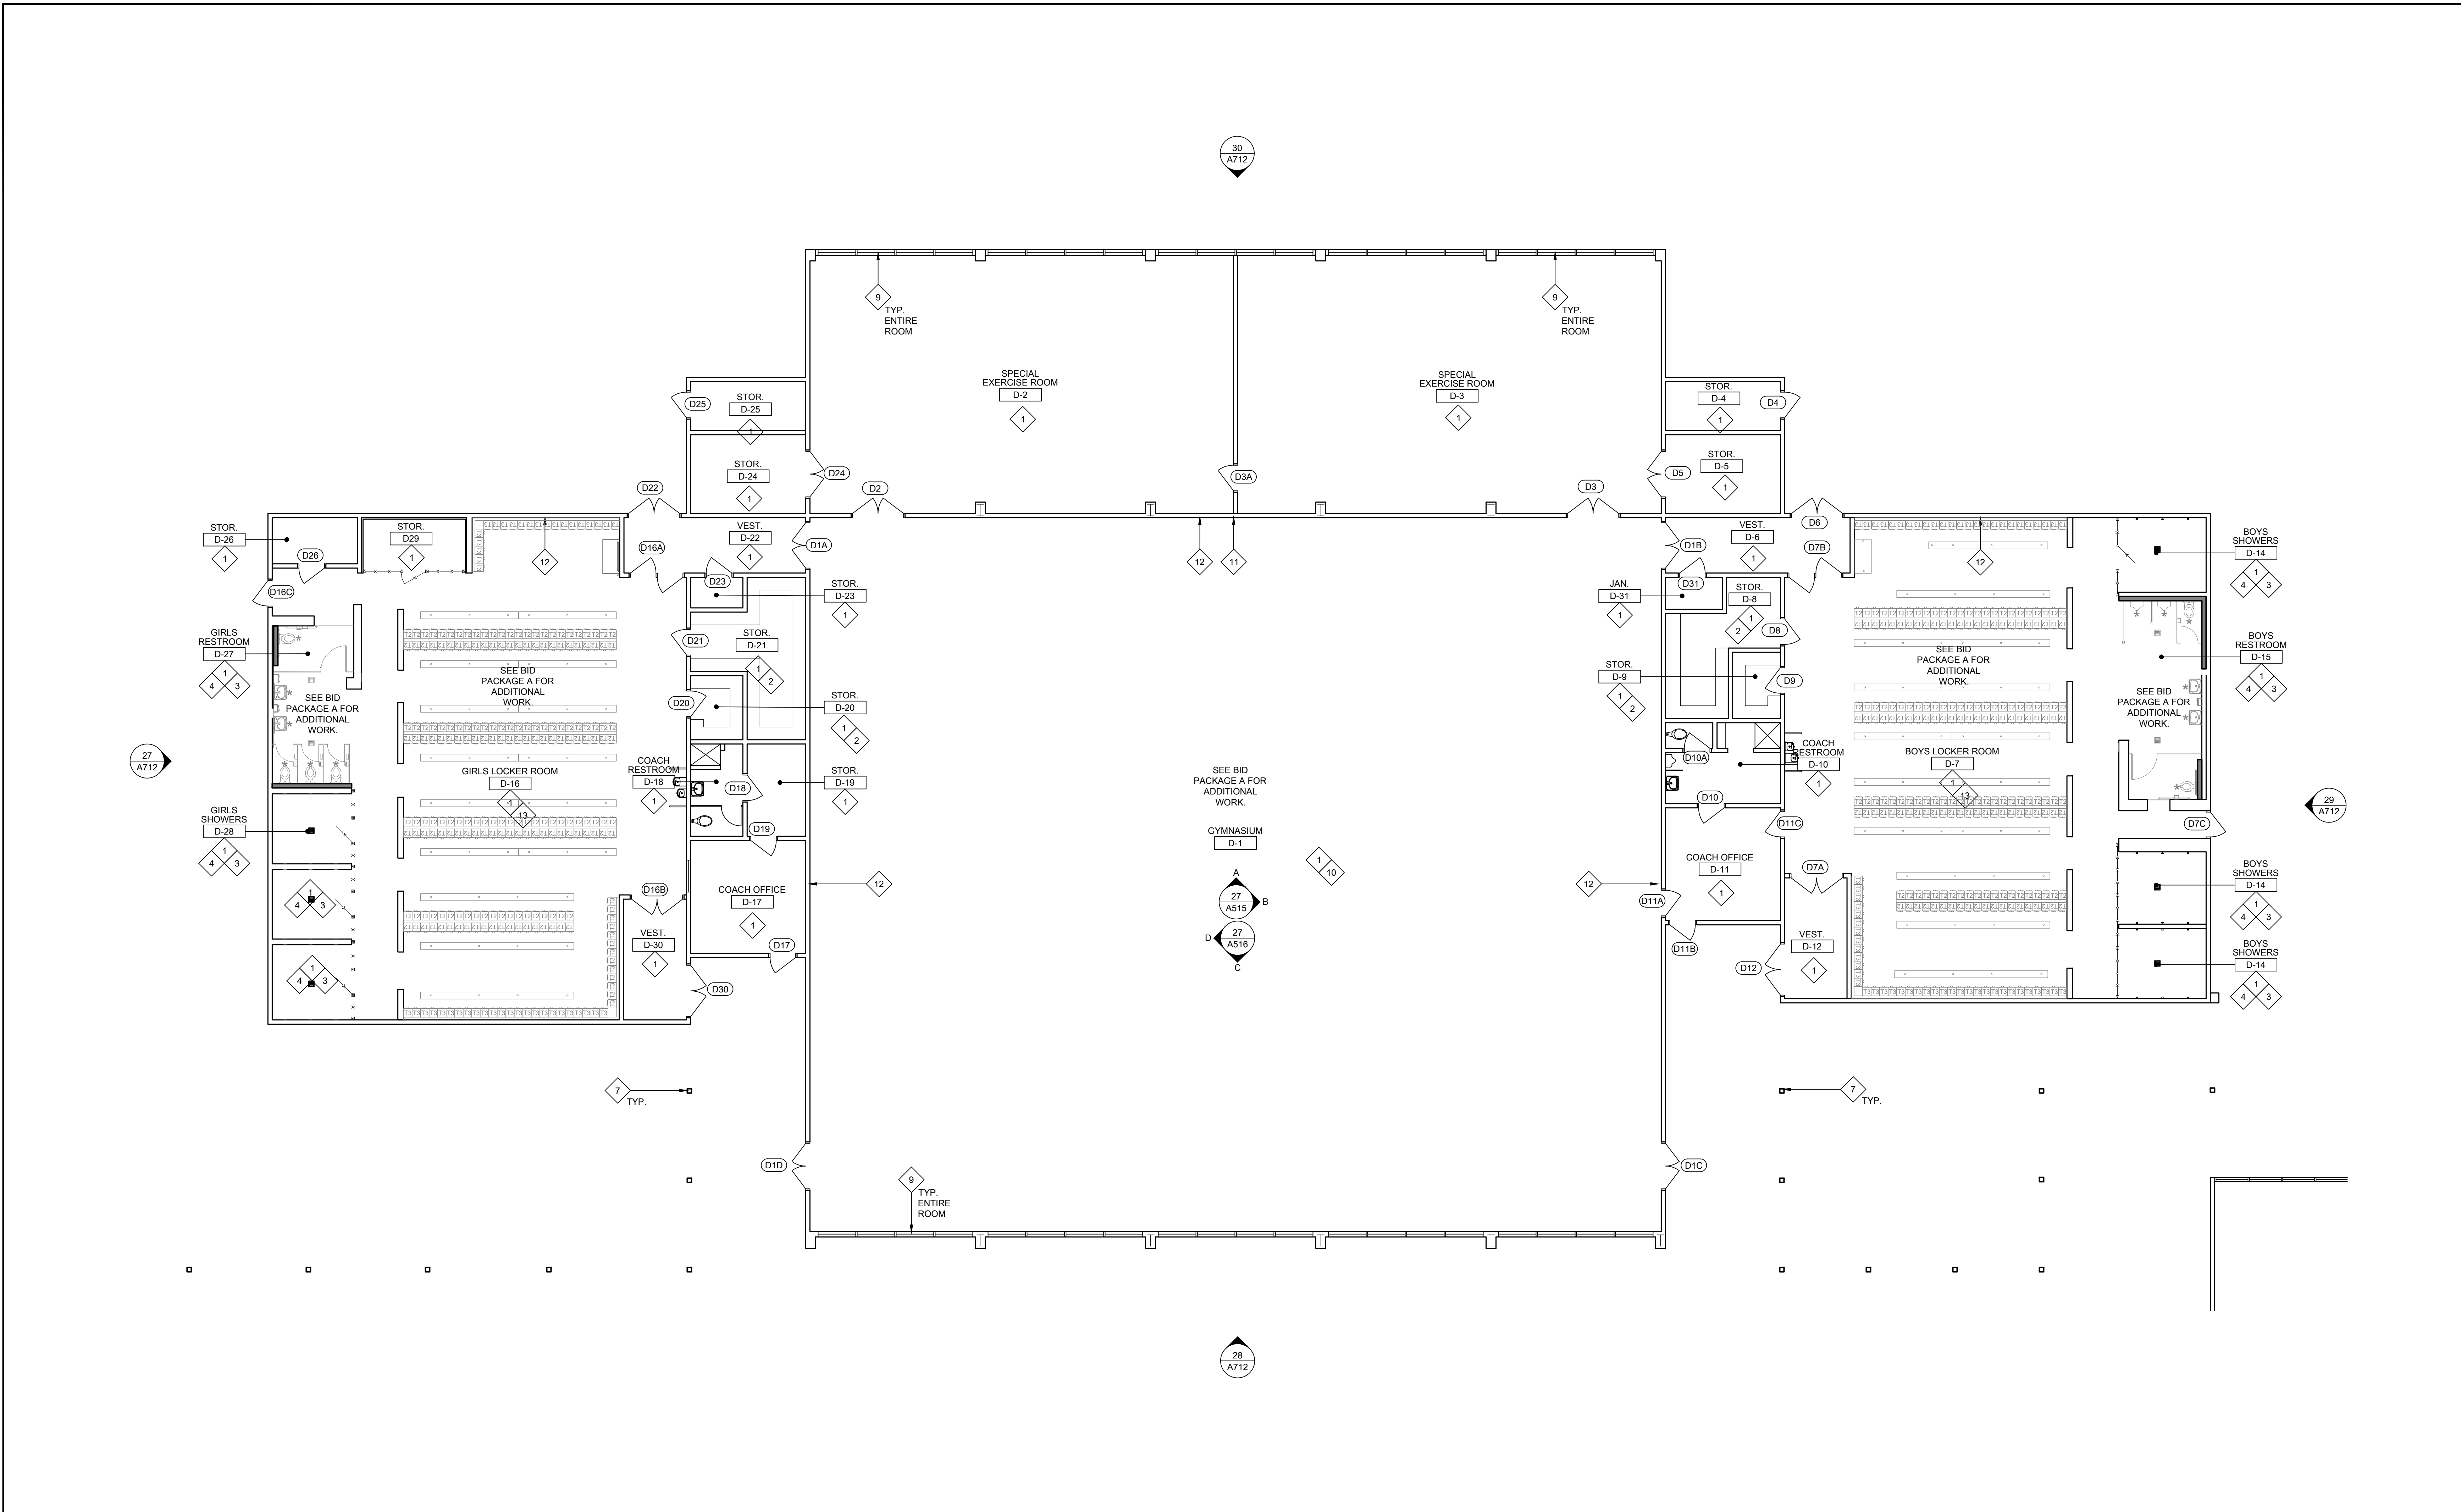 30
A712
9
TYP.
ENTIRE
ROOM
9
TYP.
ENTIRE
ROOM
SPECIAL
EXERCISE ROOM
D-2
1
SPECIAL
EXERCISE ROOM
D-3
1
D25
STOR.
D-25
1
STOR.
D-24
1
D24
D22
D2
D3A
D3
D5
STOR.
D-4
1
D4
STOR.
D-5
1
D6
STOR.
D-26
1
D26
STOR.
D29
1
12
D16A
VEST.
D-22
1
D1A
12
11
D1B
VEST.
D-6
1
D7B
12
BOYS
SHOWERS
D-14
1
4
3
D16C
D23
STOR.
D-23
1
JAN.
D-31
1
D31
STOR.
D-8
1
2
D8
GIRLS
RESTROOM
D-27
1
4
3
D21
STOR.
D-21
1
2
SEE BID
PACKAGE A FOR
ADDITIONAL
WORK.
SEE BID
PACKAGE A FOR
ADDITIONAL
WORK.
D20
STOR.
D-20
1
2
STOR.
D-9
1
2
D9
SEE BID
PACKAGE A FOR
ADDITIONAL
WORK.
BOYS
RESTROOM
D-15
1
4
3
SEE BID
PACKAGE A FOR
ADDITIONAL
WORK.
27
A712
GIRLS LOCKER ROOM
D-16
1
13
COACH
RESTROOM
D-18
1
D18
STOR.
D-19
1
SEE BID
PACKAGE A FOR
ADDITIONAL
WORK.
D10A
COACH
RESTROOM
D-10
1
D10
BOYS LOCKER ROOM
D-7
1
13
29
A712
GIRLS
SHOWERS
D-28
1
4
3
D19
GYMNASIUM
D-1
1
10
D11C
D7C
COACH OFFICE
D-17
1
12
A
27
A515
B
D
27
A516
C
12
D11A
COACH OFFICE
D-11
1
D7A
BOYS
SHOWERS
D-14
1
4
3
1
4
3
D16B
VEST.
D-30
1
D17
D11B
VEST.
D-12
1
D12
BOYS
SHOWERS
D-14
1
4
3
1
4
3
D30
7
TYP.
7
TYP.
D1D
D1C
9
TYP.
ENTIRE
ROOM
28
A712